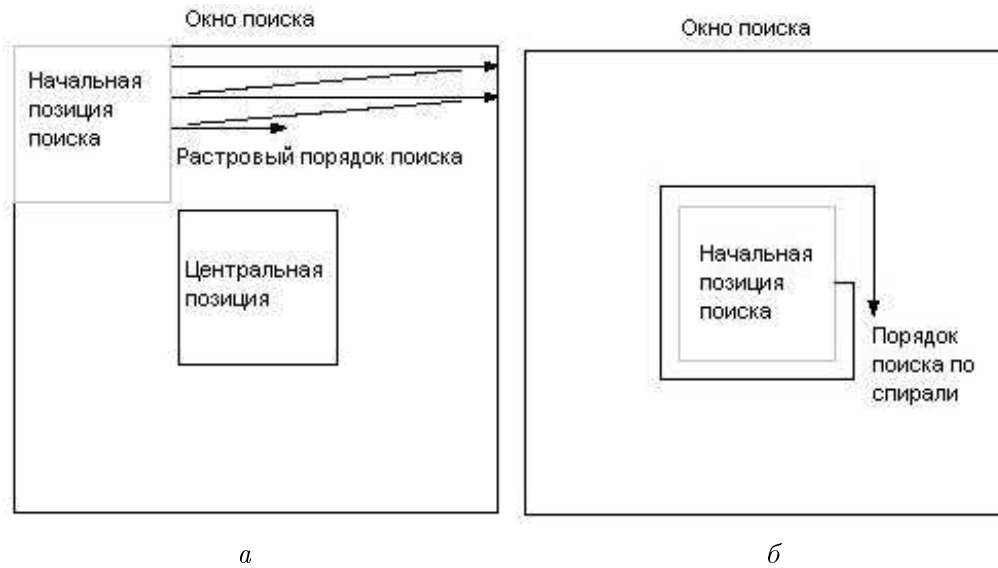 Окно поиска
Начальная
позиция
поиска
Растровый порядок поиска
Центральная
позиция
а
Окно поиска
Начальная
позиция
поиска
Порядок
поиска по
спирали
б